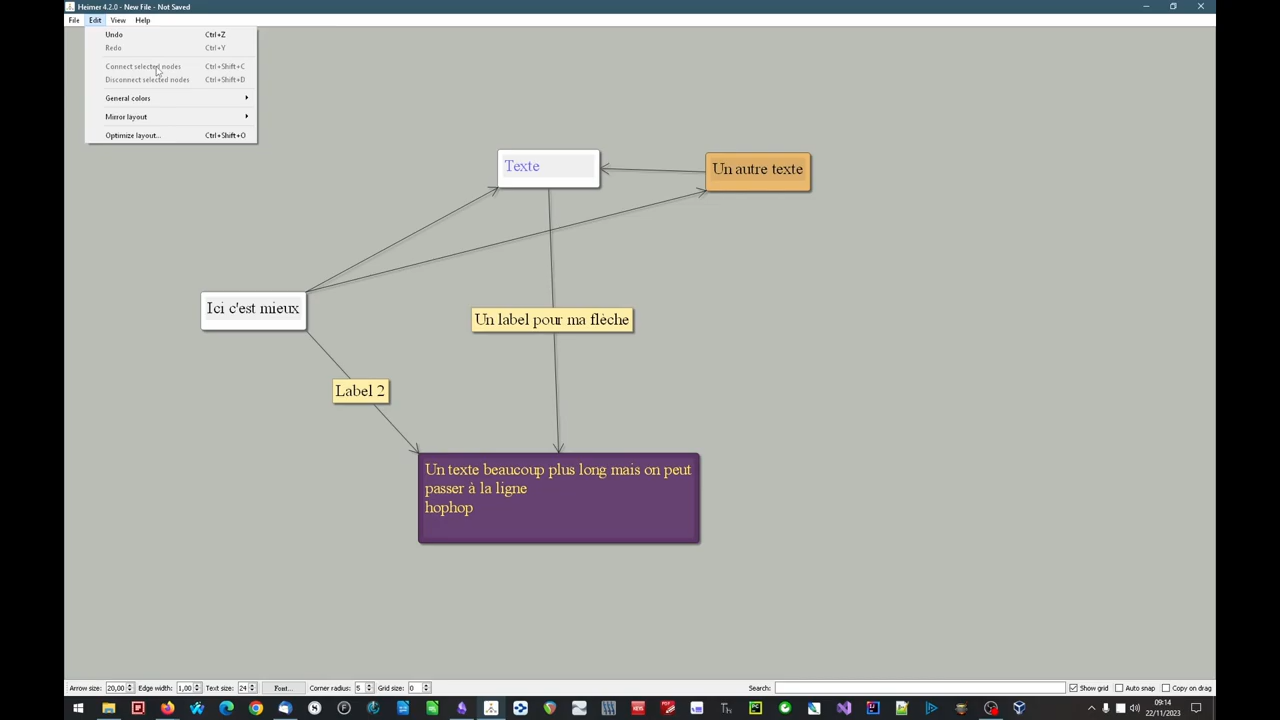 Heimer 4.2.0 - New File - Not Saved
File Edit View Help
Undo Ctrl+Z
Redo Ctrl+Y
Connect selected nodes Ctrl+Shift+C
Disconnect selected nodes Ctrl+Shift+D
General colors
Mirror layout
Optimize layout... Ctrl+Shift+O
Texte
Un autre texte
Ici c'est mieux
Un label pour ma flèche
Label 2
Un texte beaucoup plus long mais on peut
passer à la ligne
hophop
Arrow size: 20,00 Edge width: 1,00 Text size: 24 Font... Corner radius: 5 Grid size: 0 Search: Show grid Auto snap Copy on drag
09:14
22/11/2023